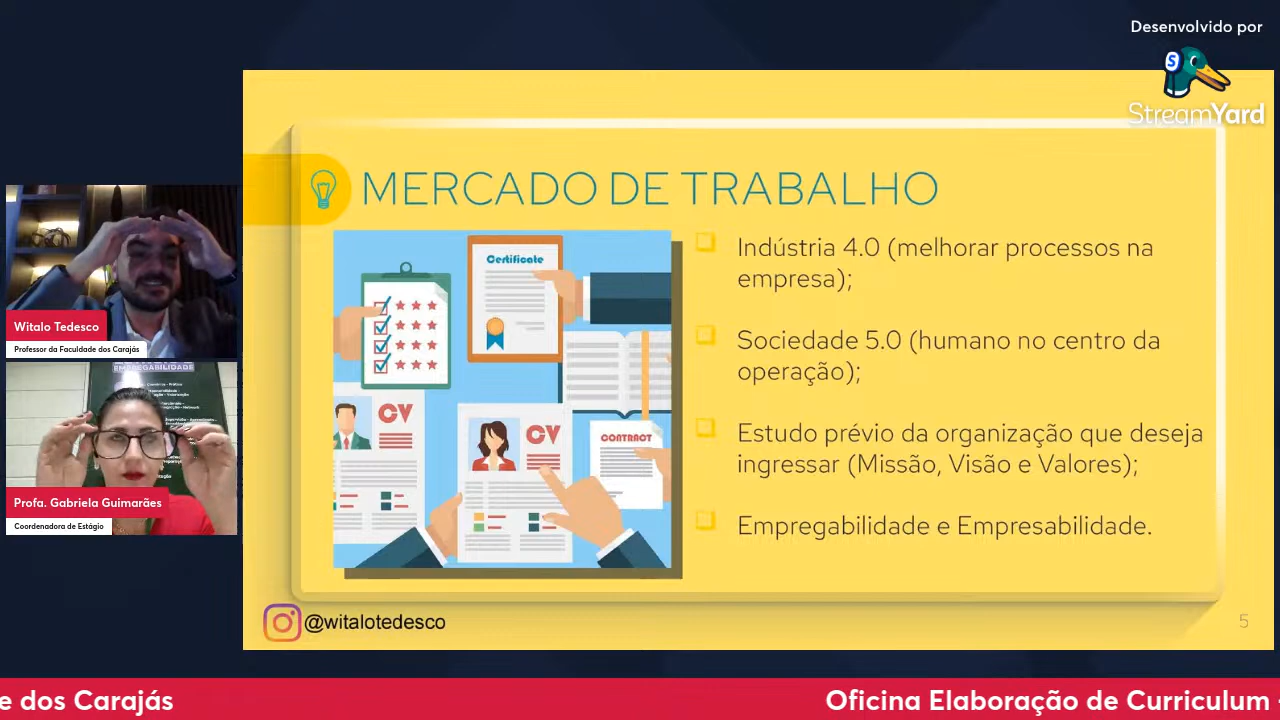 Desenvolvido por
StreamYard
MERCADO DE TRABALHO
Certificate
CV
CV
CONTRACT
Indústria 4.0 (melhorar processos na
empresa);
Sociedade 5.0 (humano no centro da
operação);
Estudo prévio da organização que deseja
ingressar (Missão, Visão e Valores);
Empregabilidade e Empresabilidade.
@witalotedesco
5
Witalo Tedesco
Professor da Faculdade dos Carajás
EMPREGABILIDADE
Profa. Gabriela Guimarães
Coordenadora de Estágio
e dos Carajás
Oficina Elaboração de Curriculum